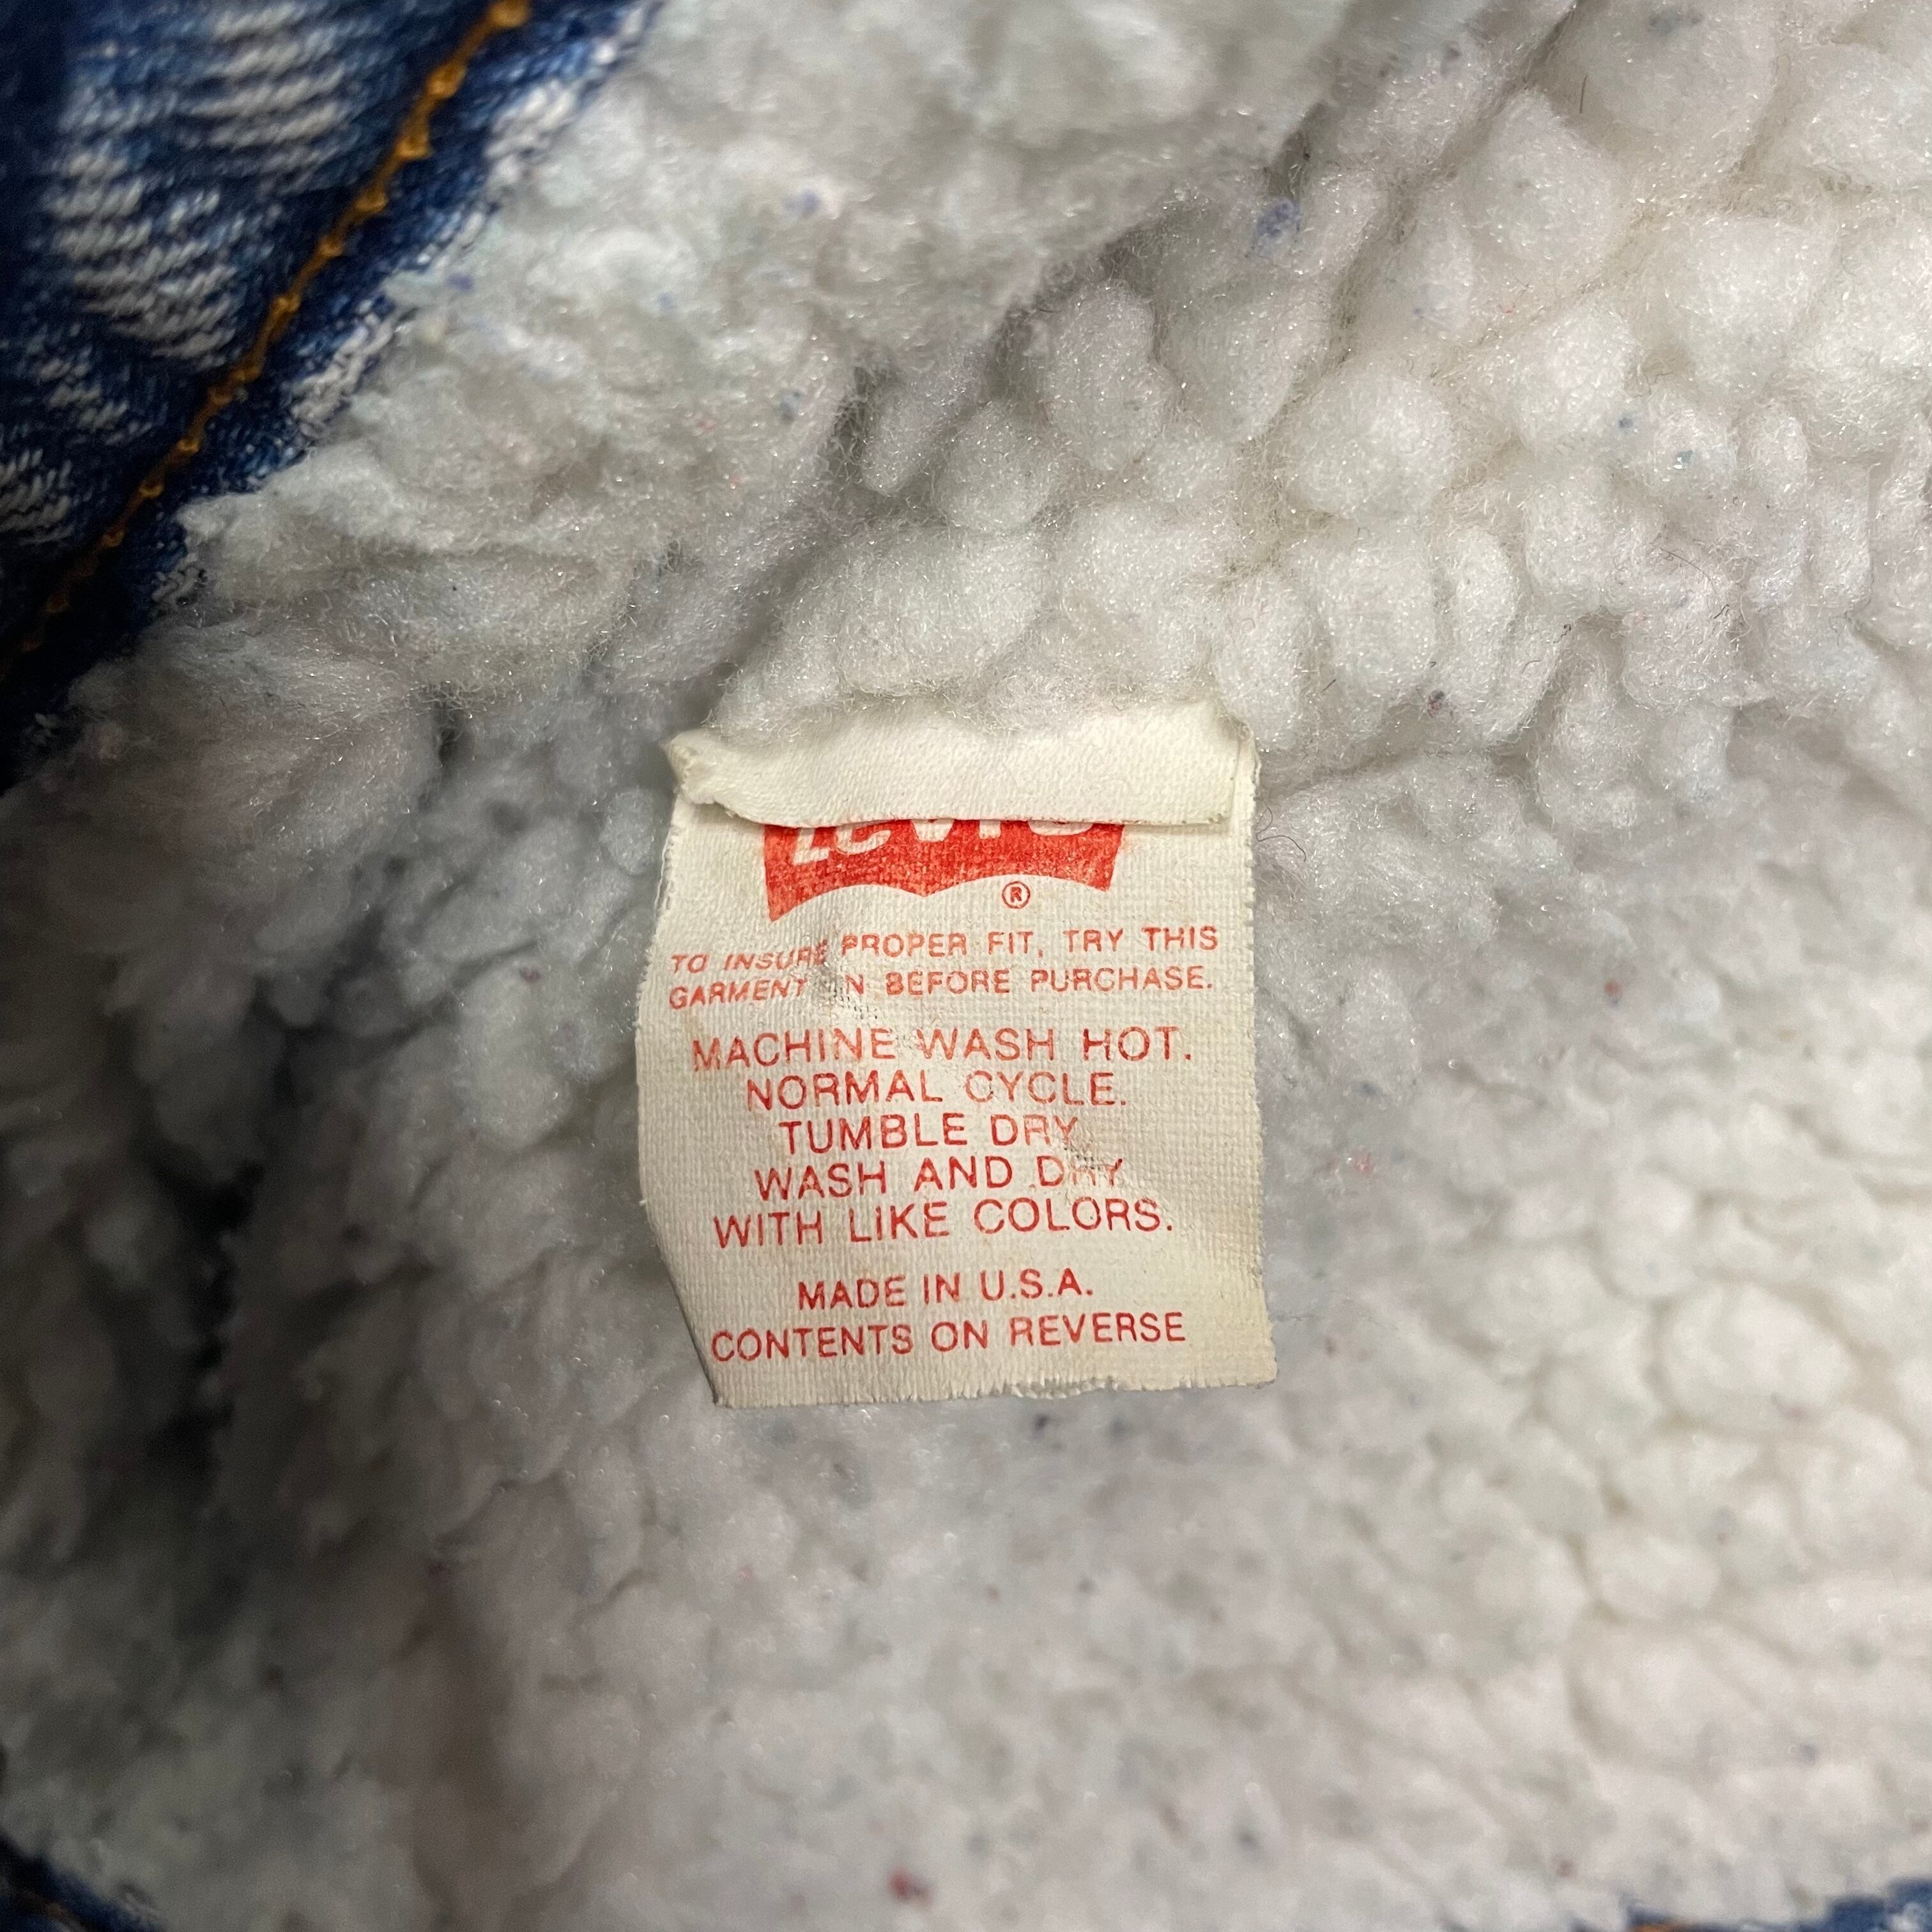 Levi's
®
TO INSURE PROPER FIT, TRY THIS
GARMENT N BEFORE PURCHASE.
MACHINE WASH HOT.
NORMAL CYCLE.
TUMBLE DRY
WASH AND DRY
WITH LIKE COLORS.
MADE IN U.S.A.
CONTENTS ON REVERSE